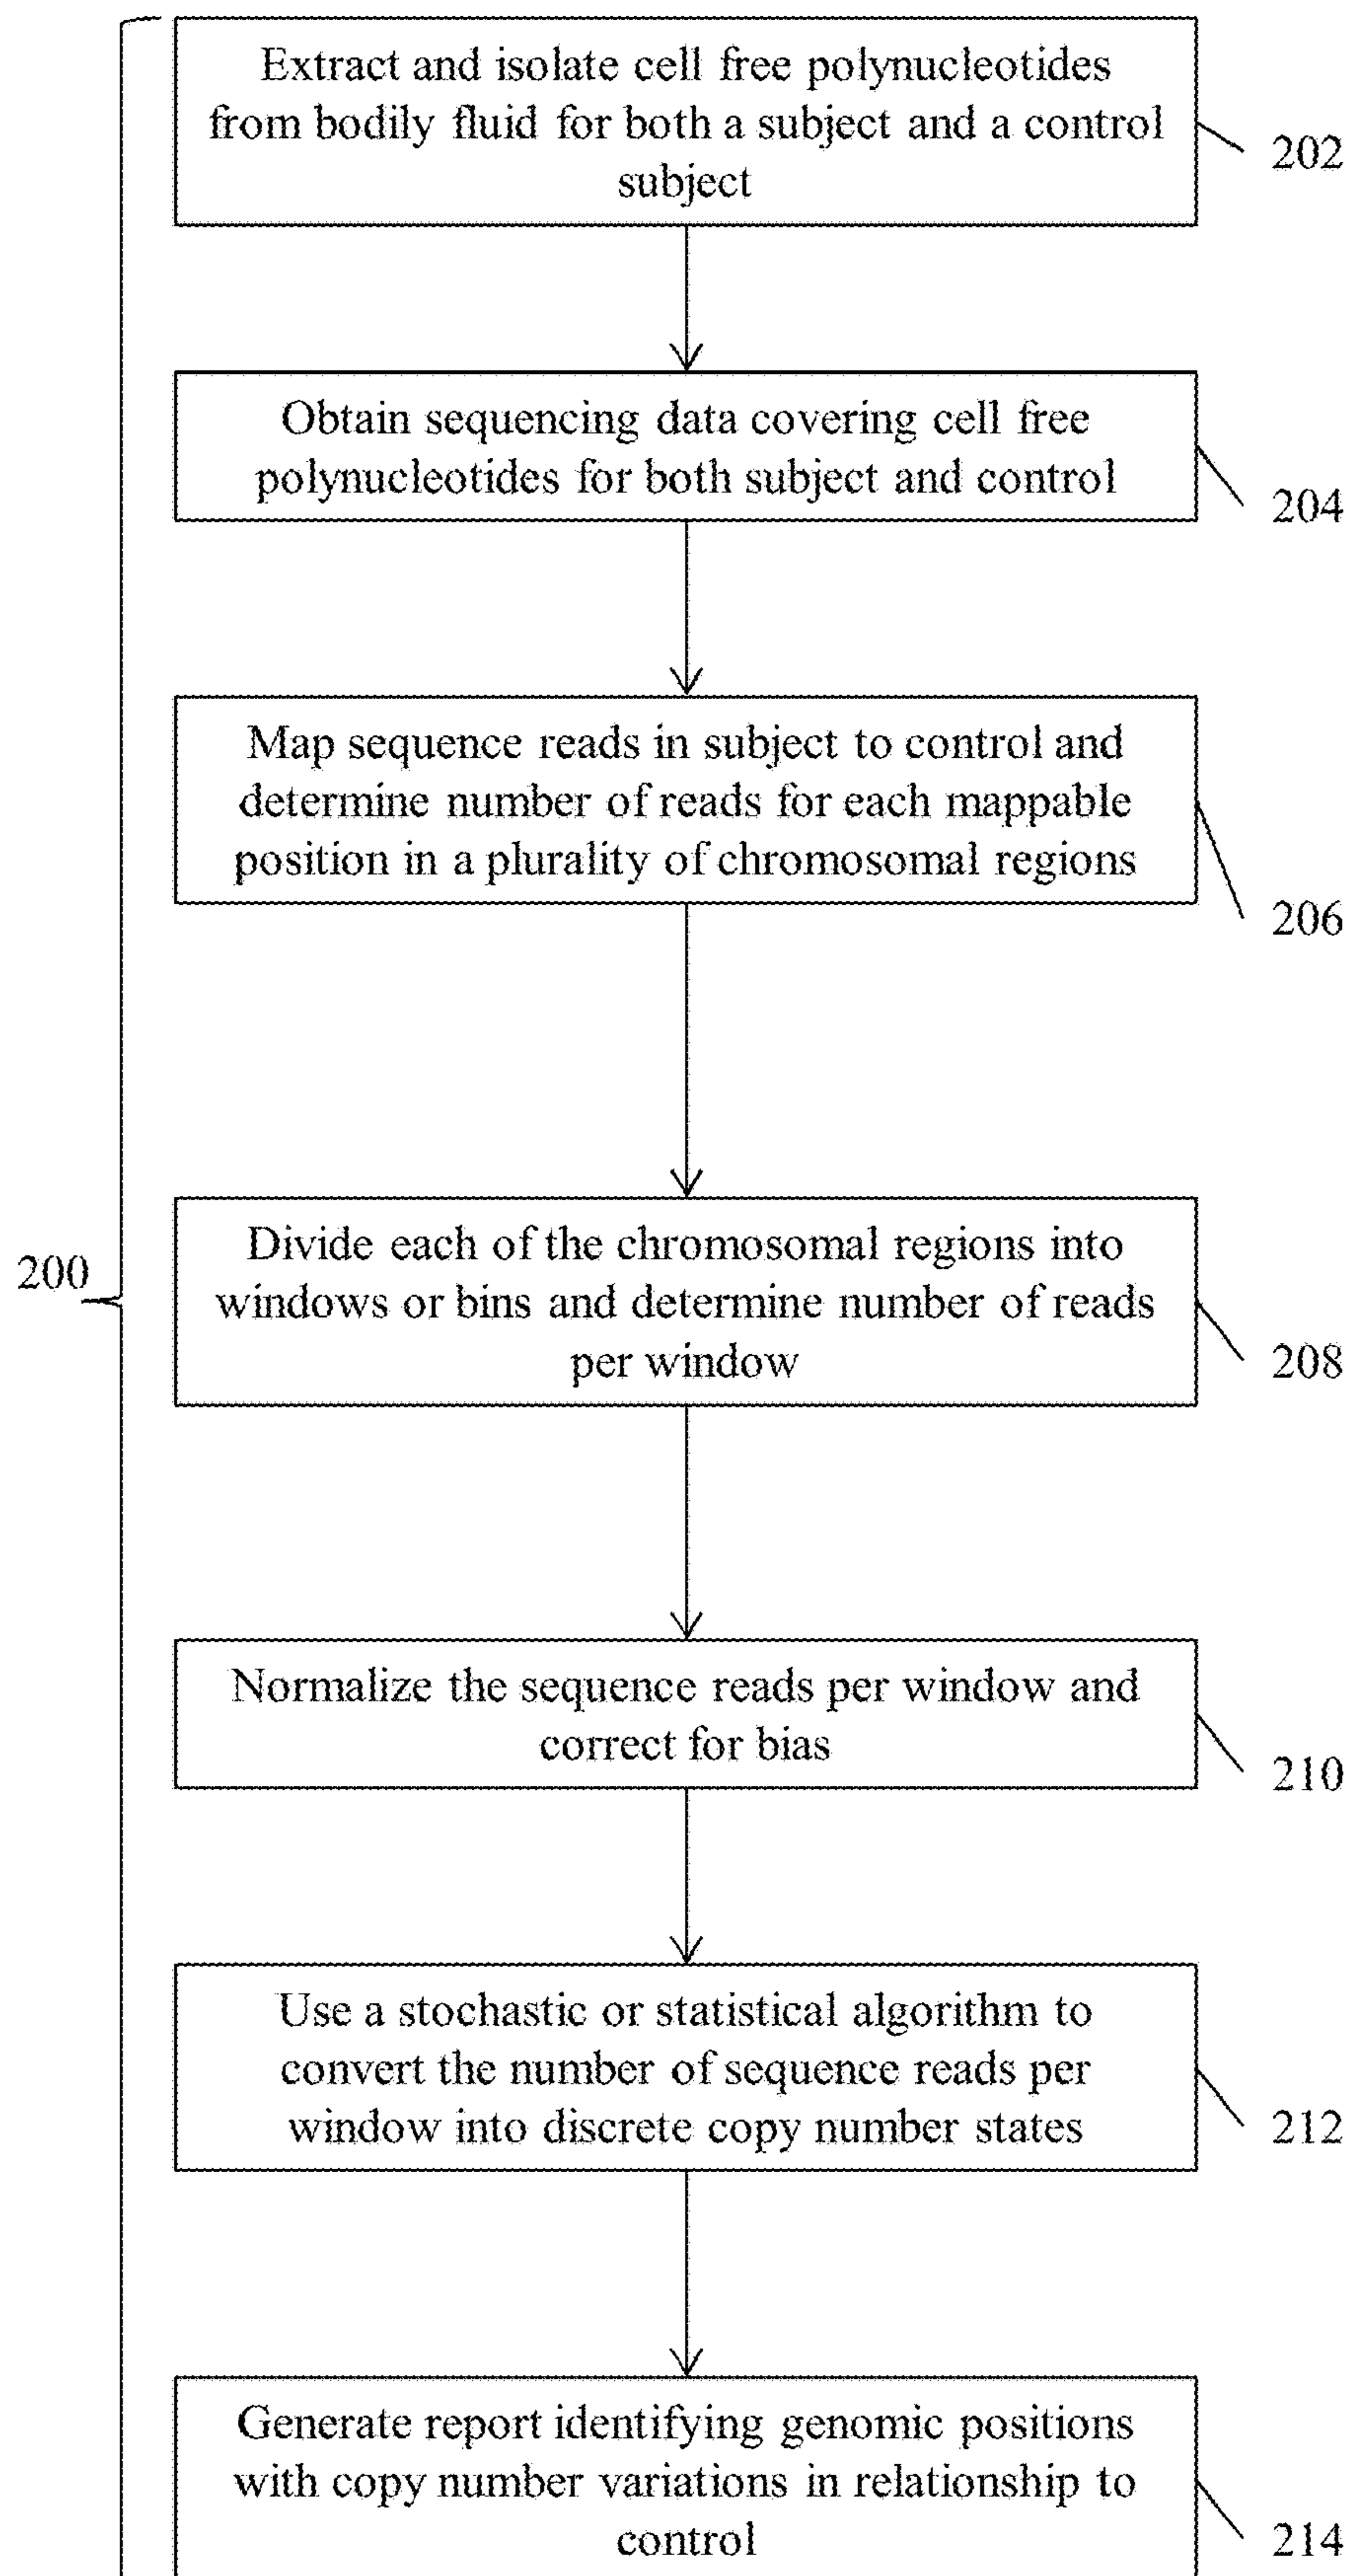 Extract and isolate cell free polynucleotides
from bodily fluid for both a subject and a control
subject
202
Obtain sequencing data covering cell free
polynucleotides for both subject and control
204
Map sequence reads in subject to control and
determine number of reads for each mappable
position in a plurality of chromosomal regions
206
200
Divide each of the chromosomal regions into
windows or bins and determine number of reads
per window
208
Normalize the sequence reads per window and
correct for bias
210
Use a stochastic or statistical algorithm to
convert the number of sequence reads per
window into discrete copy number states
212
Generate report identifying genomic positions
with copy number variations in relationship to
control
214